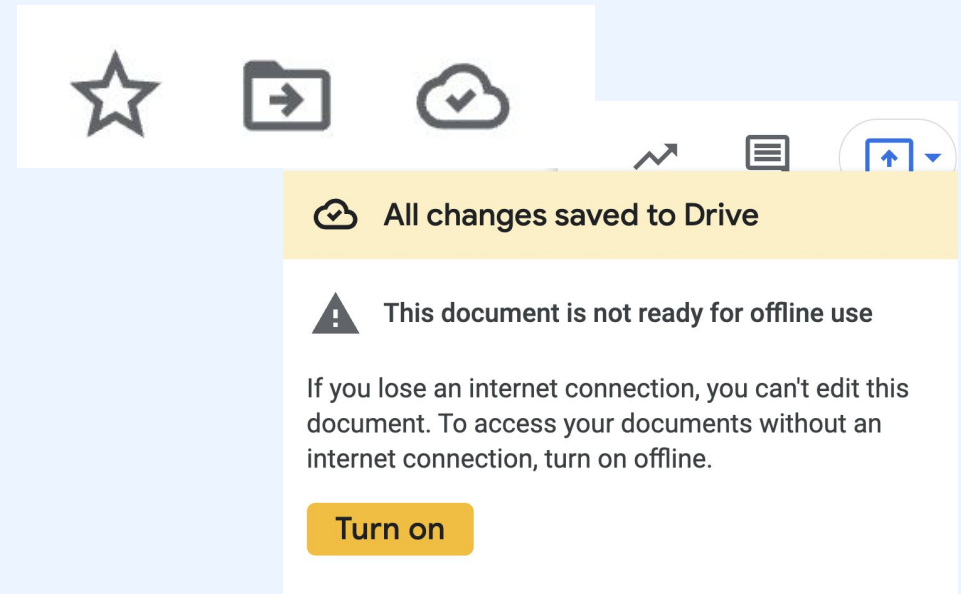 All changes saved to Drive
This document is not ready for offline use
If you lose an internet connection, you can't edit this
document. To access your documents without an
internet connection, turn on offline.
Turn on